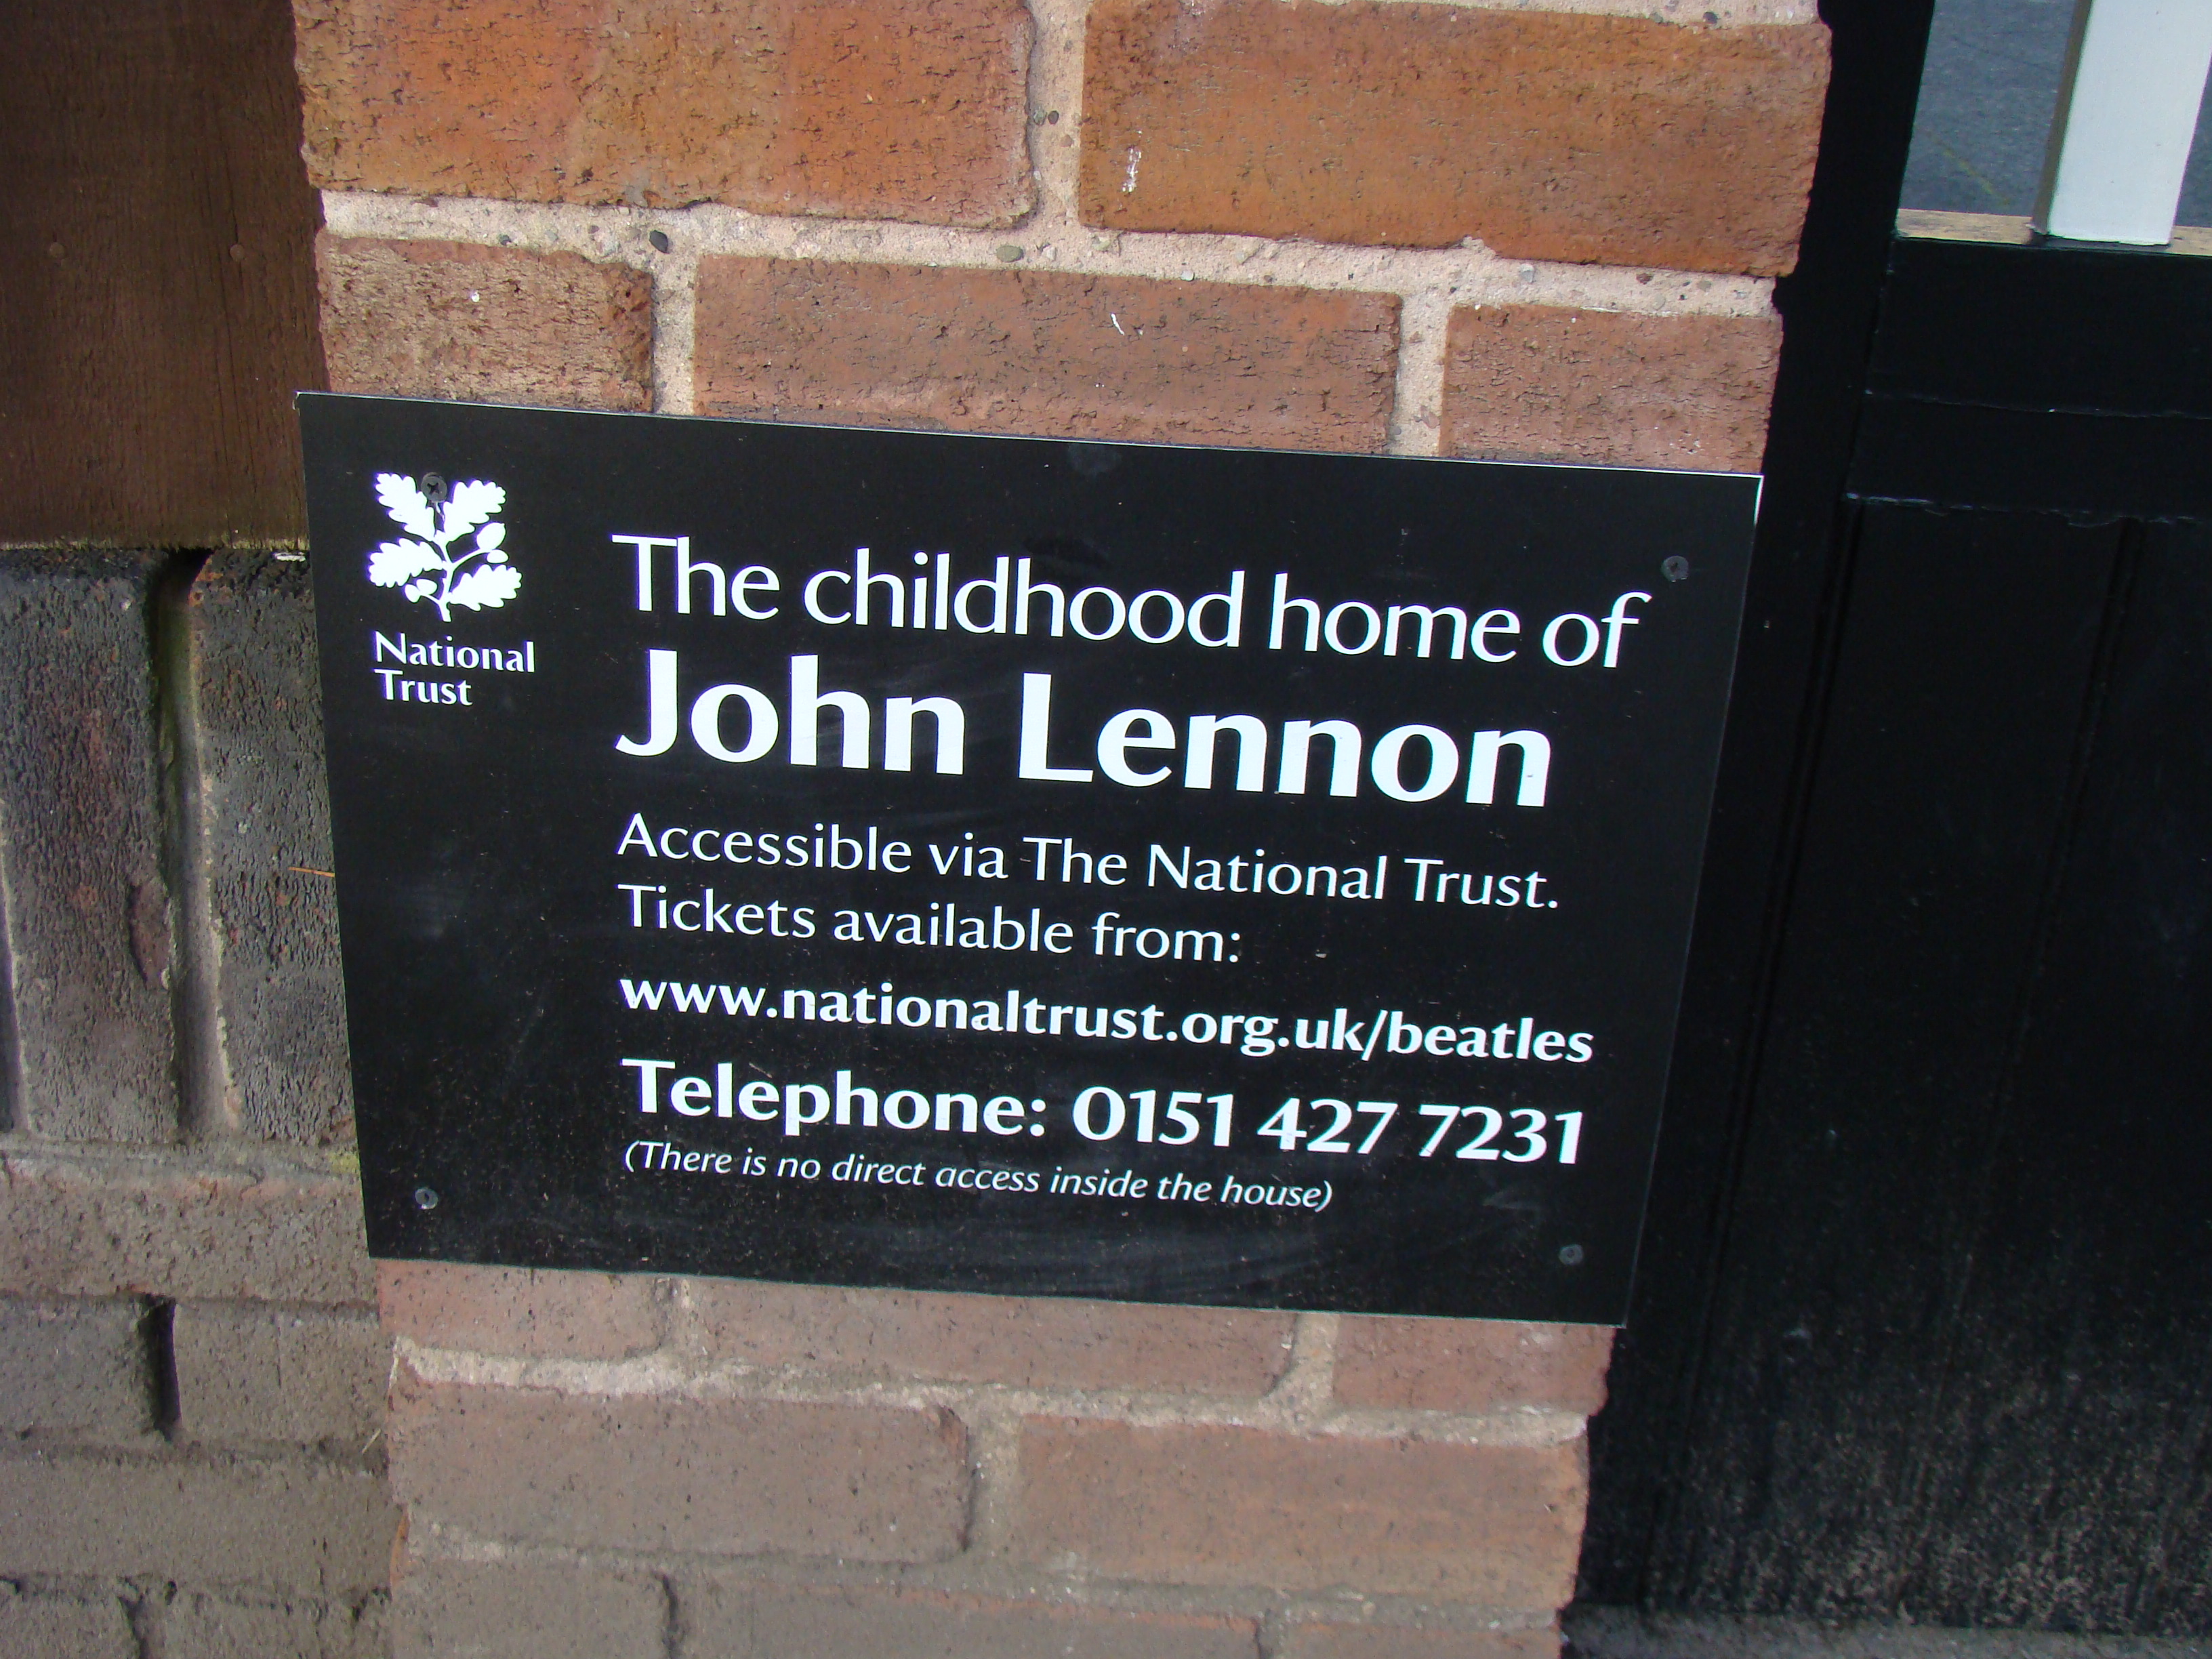 National
Trust
The childhood home of
John Lennon
Accessible via The National Trust.
Tickets available from:
www.nationaltrust.org.uk/beatles
Telephone: 0151 427 7231
(There is no direct access inside the house)